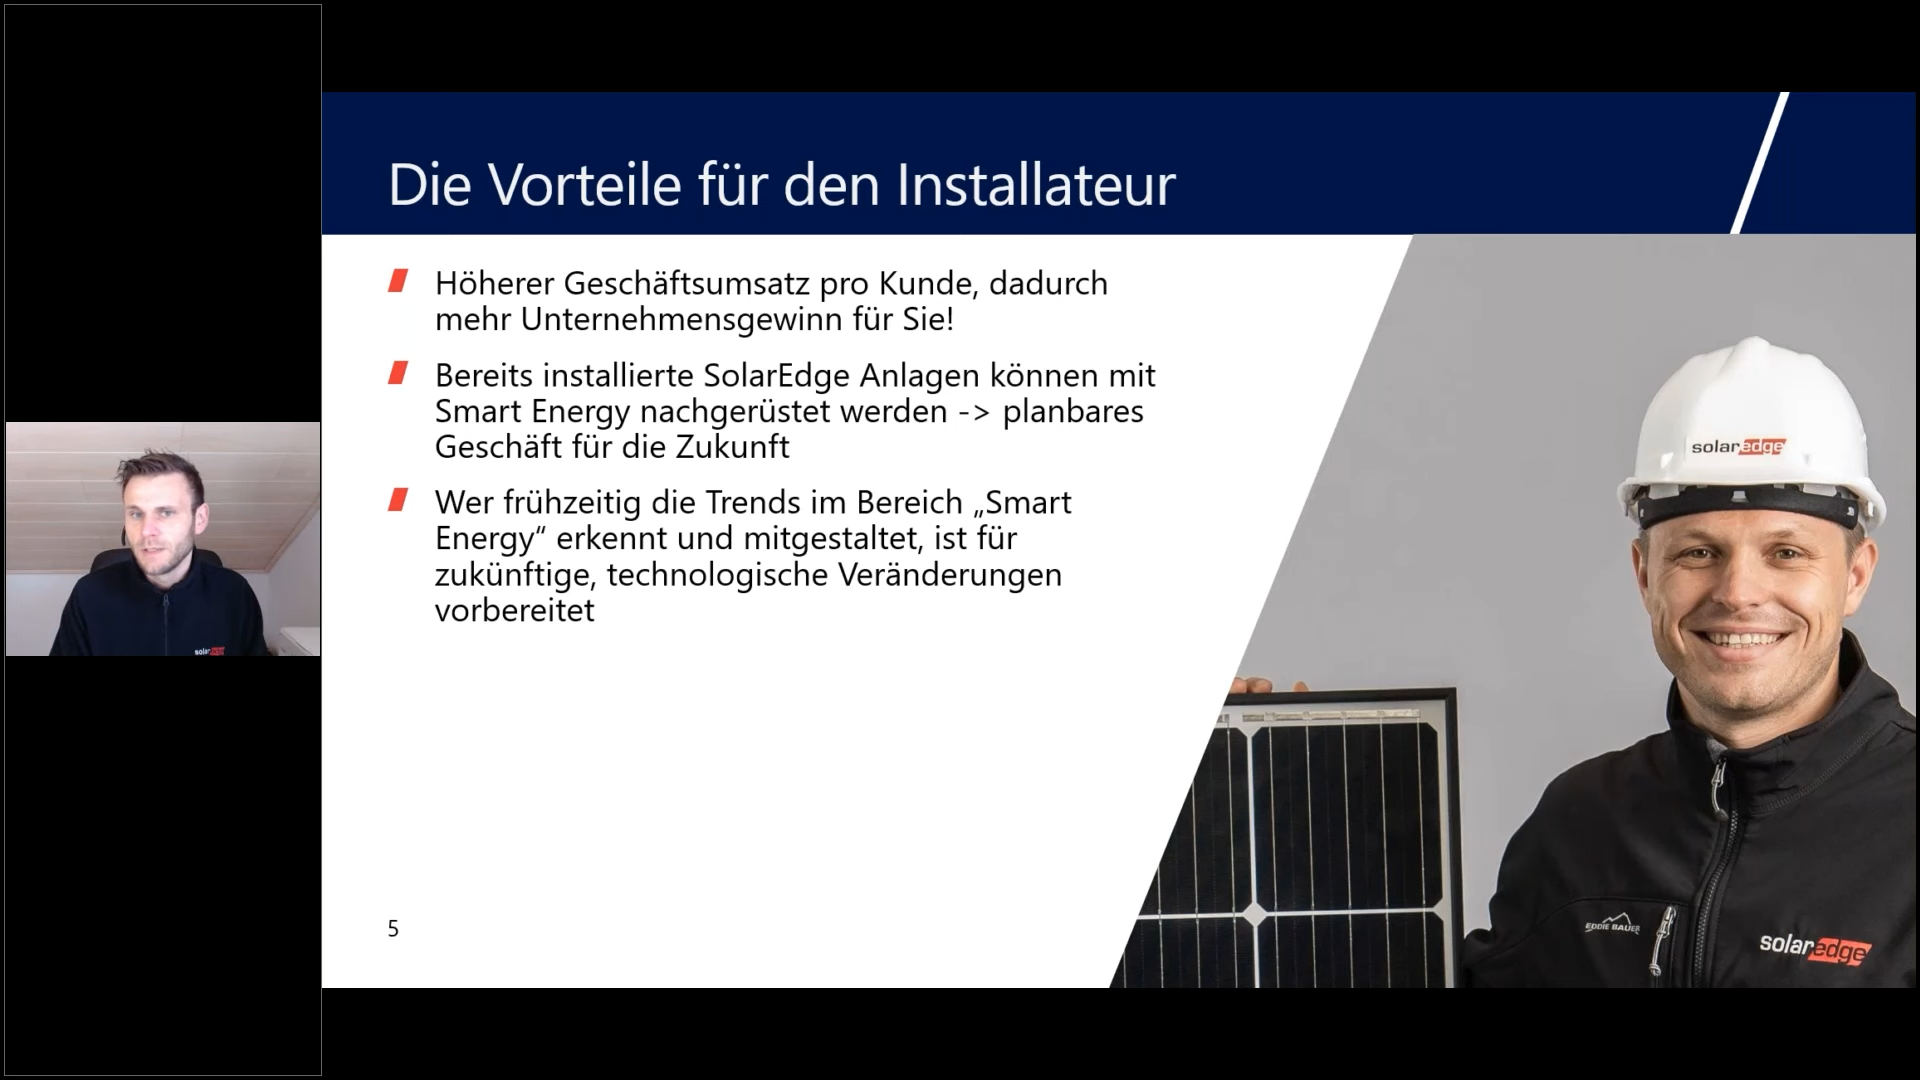 Die Vorteile für den Installateur
Höherer Geschäftsumsatz pro Kunde, dadurch
mehr Unternehmensgewinn für Sie!
Bereits installierte SolarEdge Anlagen können mit
Smart Energy nachgerüstet werden -> planbares
Geschäft für die Zukunft
Wer frühzeitig die Trends im Bereich „Smart
Energy“ erkennt und mitgestaltet, ist für
zukünftige, technologische Veränderungen
vorbereitet
5
solaredge
EDDIE BAUER
solaredge
solaredge